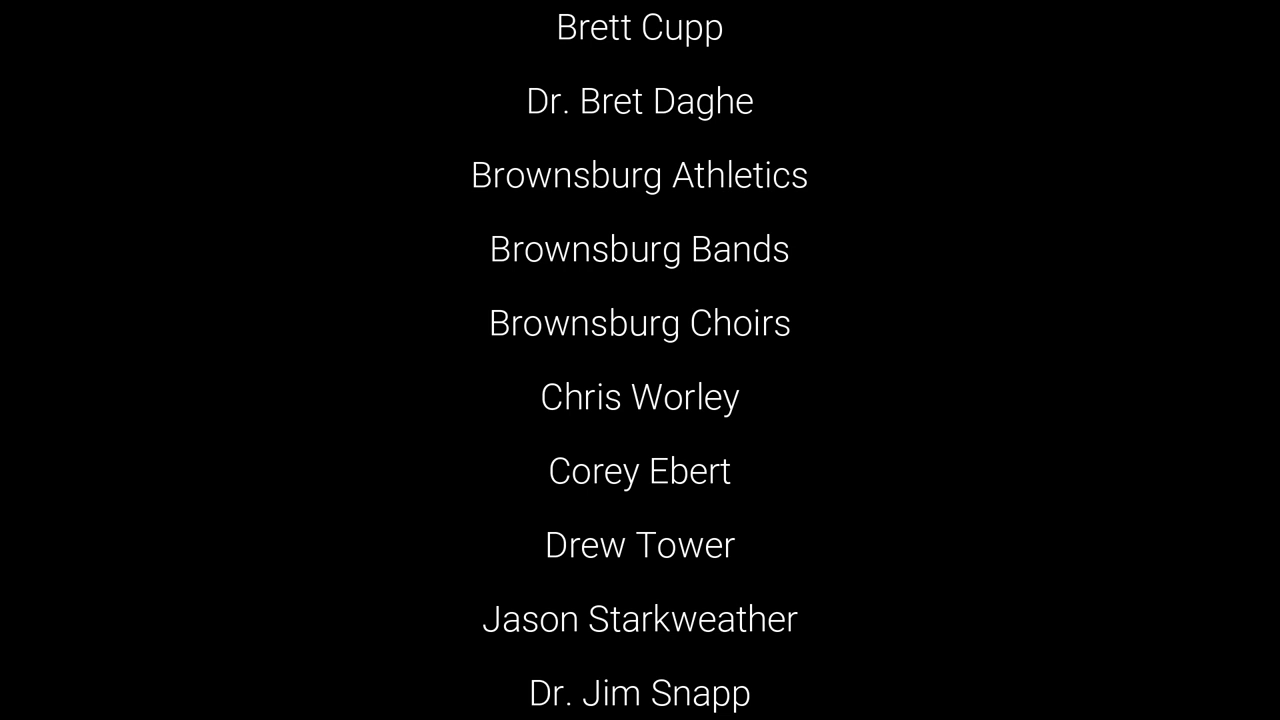 Brett Cupp
Dr. Bret Daghe
Brownsburg Athletics
Brownsburg Bands
Brownsburg Choirs
Chris Worley
Corey Ebert
Drew Tower
Jason Starkweather
Dr. Jim Snapp